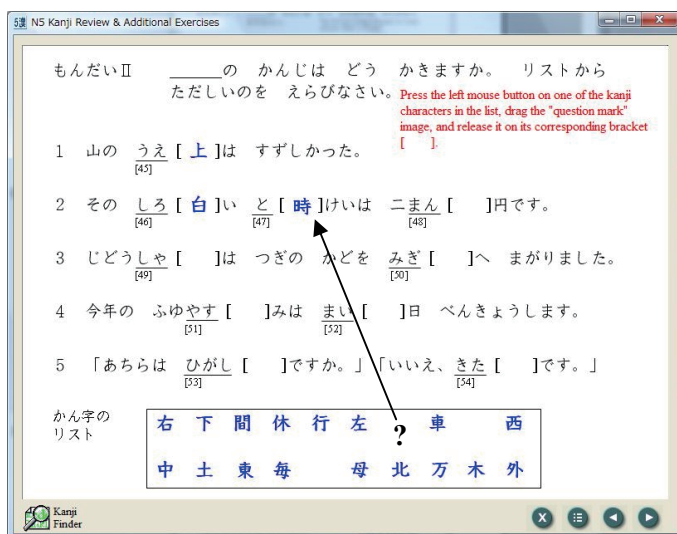 N5 Kanji Review & Additional Exercises
もんだいⅡ ______の かんじは どう かきますか。 リストから
ただしいのを えらびなさい。
Press the left mouse button on one of the kanji
characters in the list, drag the "question mark"
image, and release it on its corresponding bracket
[ ].
1 山の うえ [ 上 ]は すずしかった。
[45]
2 その しろ [ 白 ]い と [ 時 ]けいは 二まん [ ]円です。
[46] [47] [48]
3 じどうしゃ [ ]は つぎの かどを みぎ [ ]へ まがりました。
[49] [50]
4 今年の ふゆやす [ ]みは まい [ ]日 べんきょうします。
[51] [52]
5 「あちらは ひがし [ ]ですか。」「いいえ、きた [ ]です。」
[53] [54]
かん字の
リスト
右 下 間 休 行 左 ? 車 西
中 土 東 毎 母 北 万 木 外
Kanji
Finder